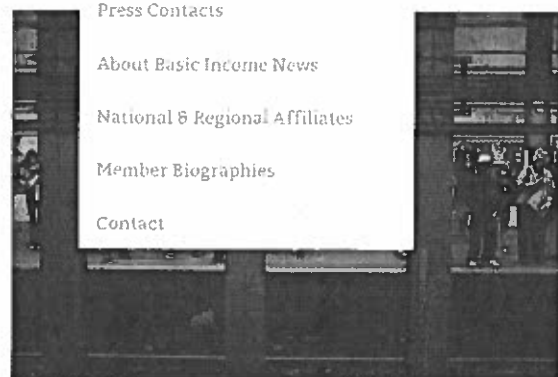 Press Contacts
About Basic Income News
National & Regional Affiliates
Member Biographies
Contact